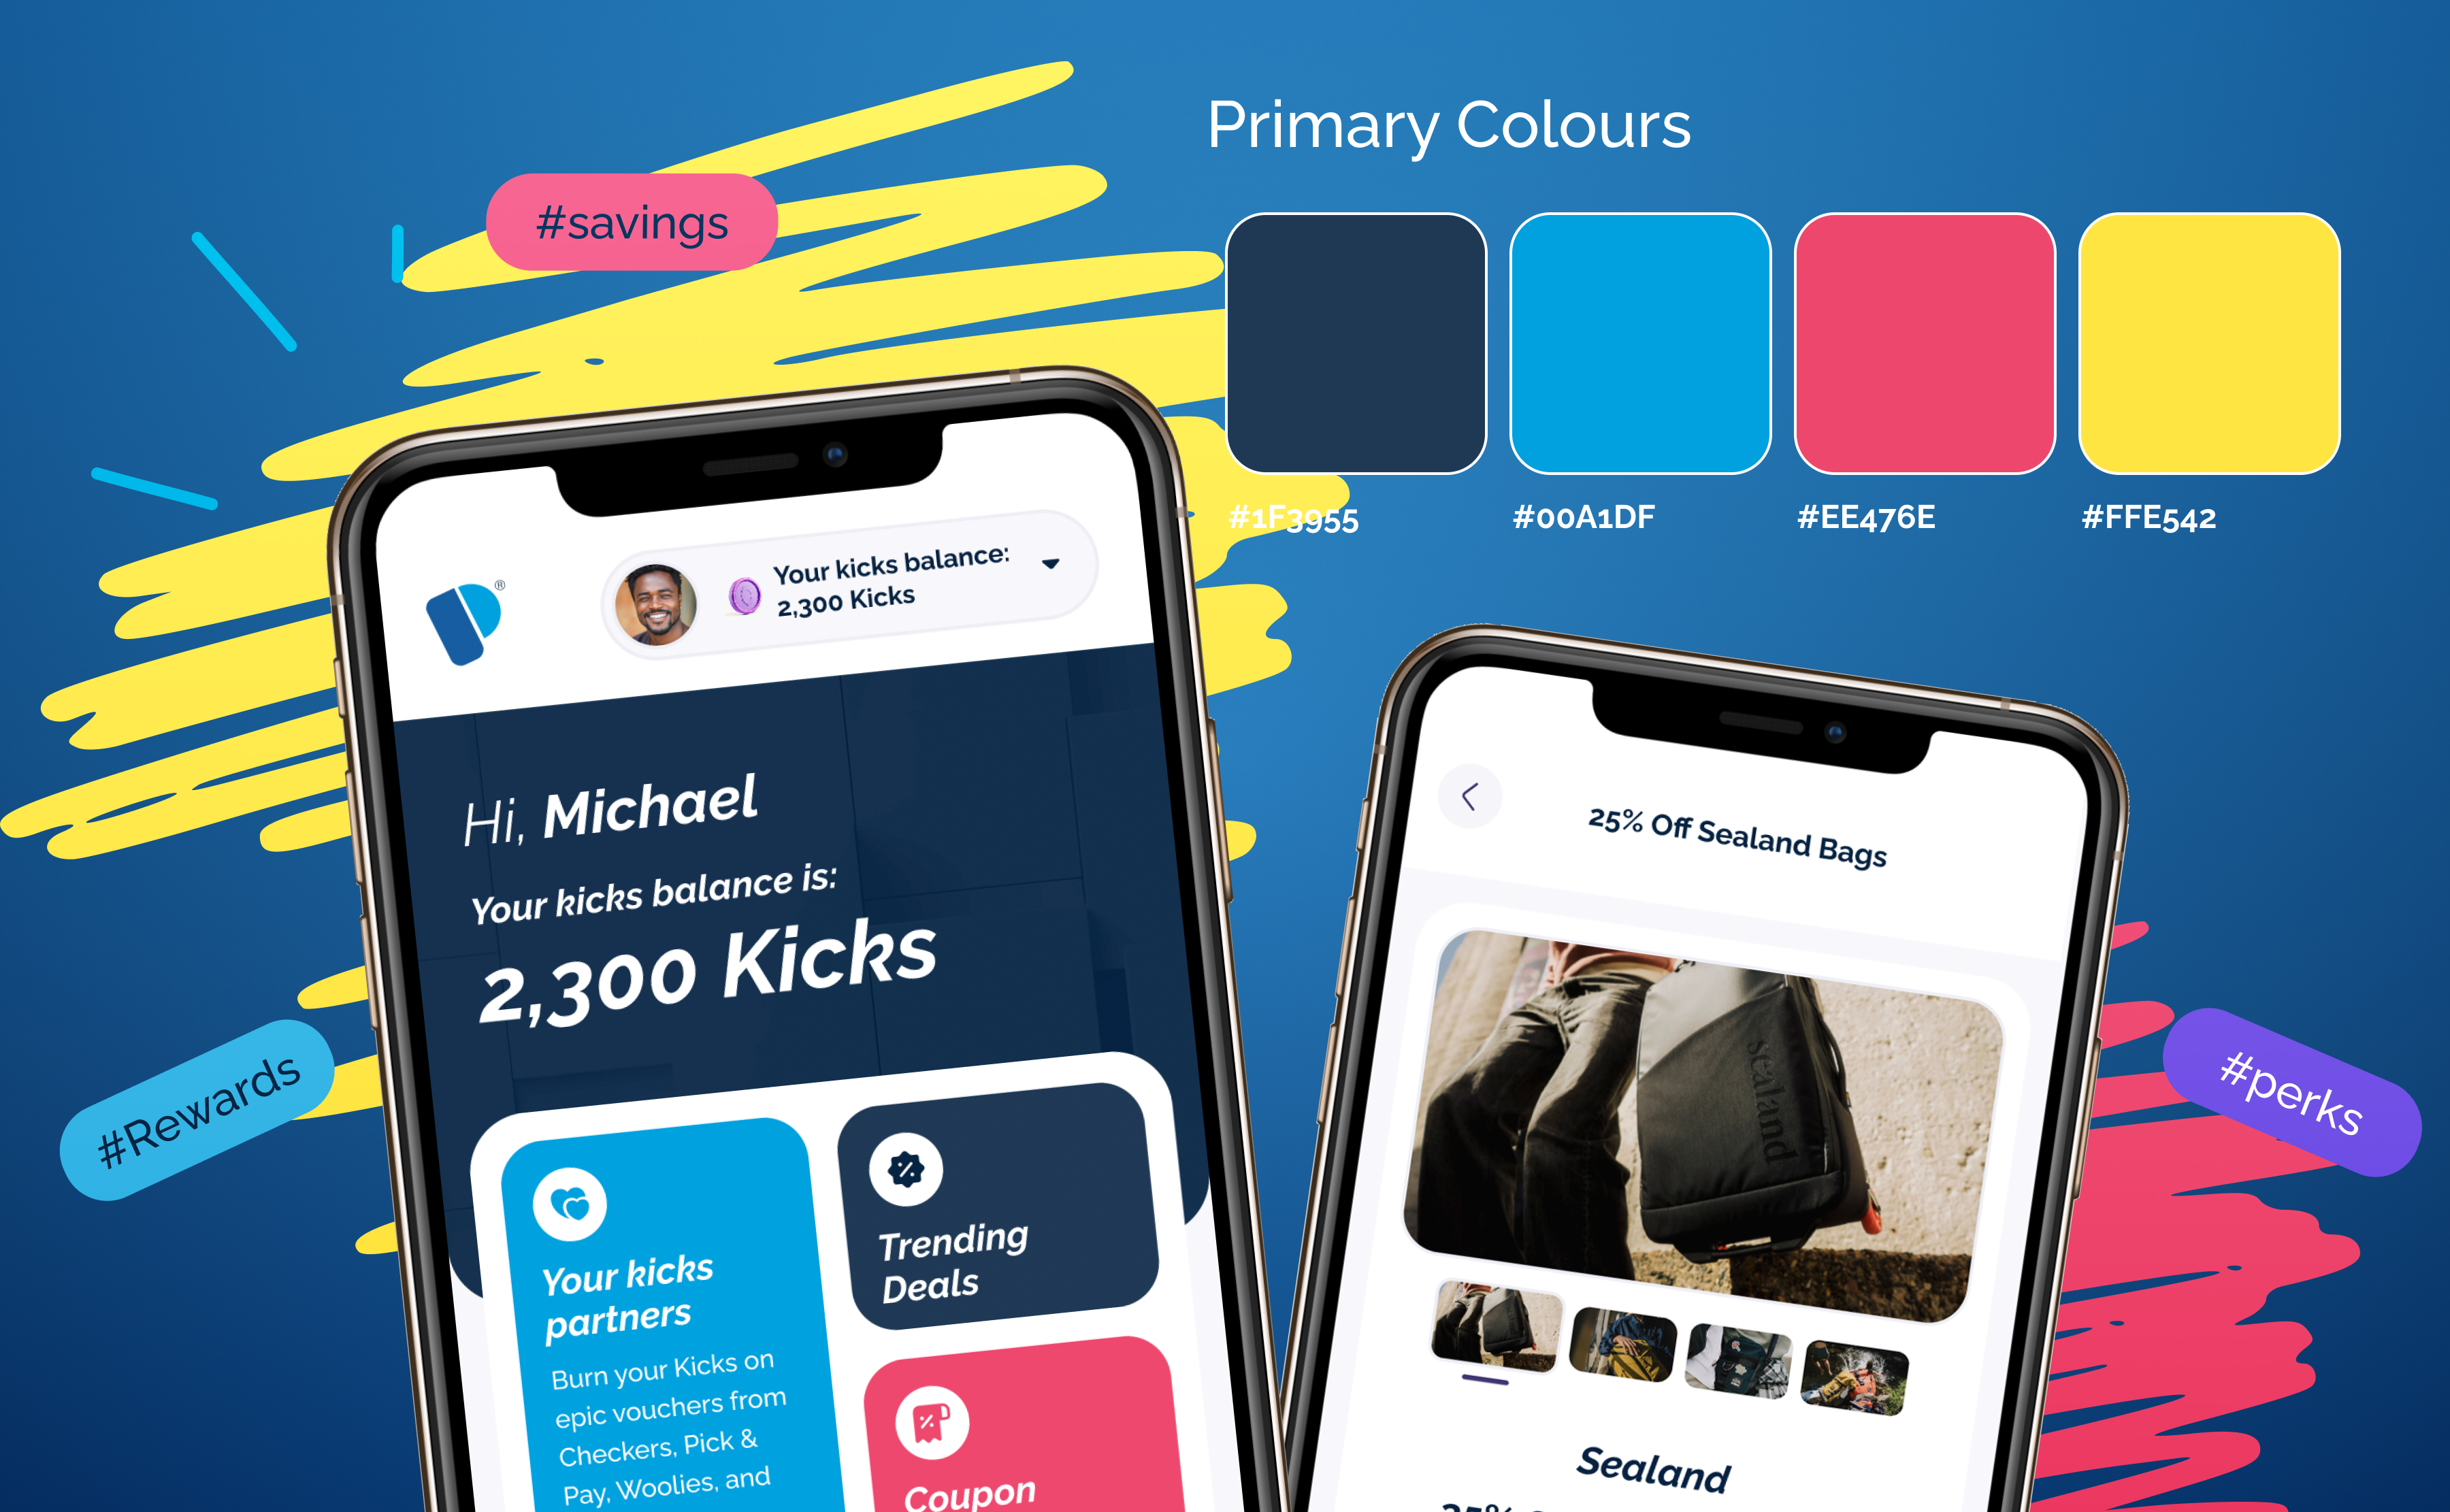 Primary Colours
#savings
#1F3955
#00A1DF
#EE476E
#FFE542
®
Your kicks balance:
2,300 Kicks
Hi, Michael
Your kicks balance is:
2,300 Kicks
#Rewards
Your kicks
partners
Burn your Kicks on
epic vouchers from
Checkers, Pick &
Pay, Woolies, and
Trending
Deals
Coupon
25% Off Sealand Bags
sealand
Sealand
#perks